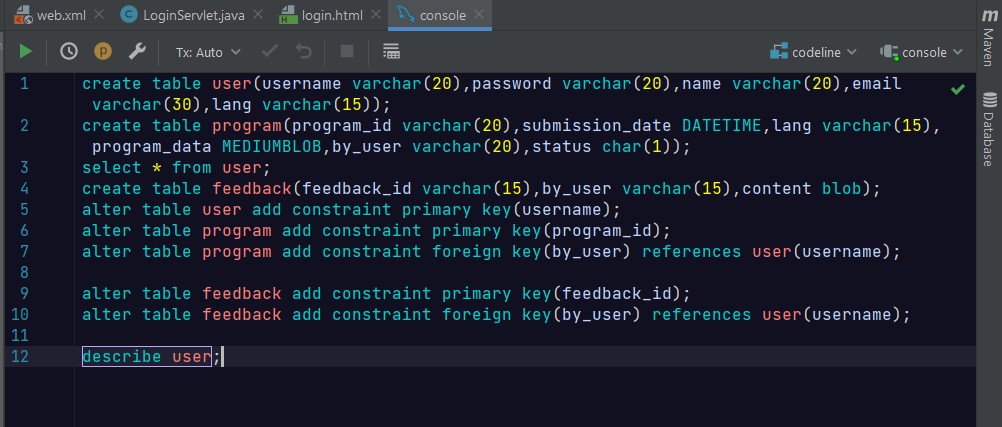 web.xml LoginServlet.java login.html console
Tx: Auto codeline console
1 create table user(username varchar(20),password varchar(20),name varchar(20),email
varchar(30),lang varchar(15));
2 create table program(program_id varchar(20),submission_date DATETIME,lang varchar(15),
program_data MEDIUMBLOB,by_user varchar(20),status char(1));
3 select * from user;
4 create table feedback(feedback_id varchar(15),by_user varchar(15),content blob);
5 alter table user add constraint primary key(username);
6 alter table program add constraint primary key(program_id);
7 alter table program add constraint foreign key(by_user) references user(username);
8
9 alter table feedback add constraint primary key(feedback_id);
10 alter table feedback add constraint foreign key(by_user) references user(username);
11
12 describe user;
Maven
Database